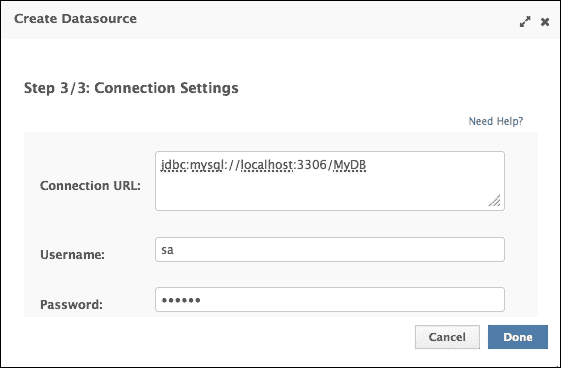 Create Datasource
Step 3/3: Connection Settings
Need Help?
Connection URL:
jdbc:mysql://localhost:3306/MyDB
Username:
sa
Password:
••••••
Cancel
Done